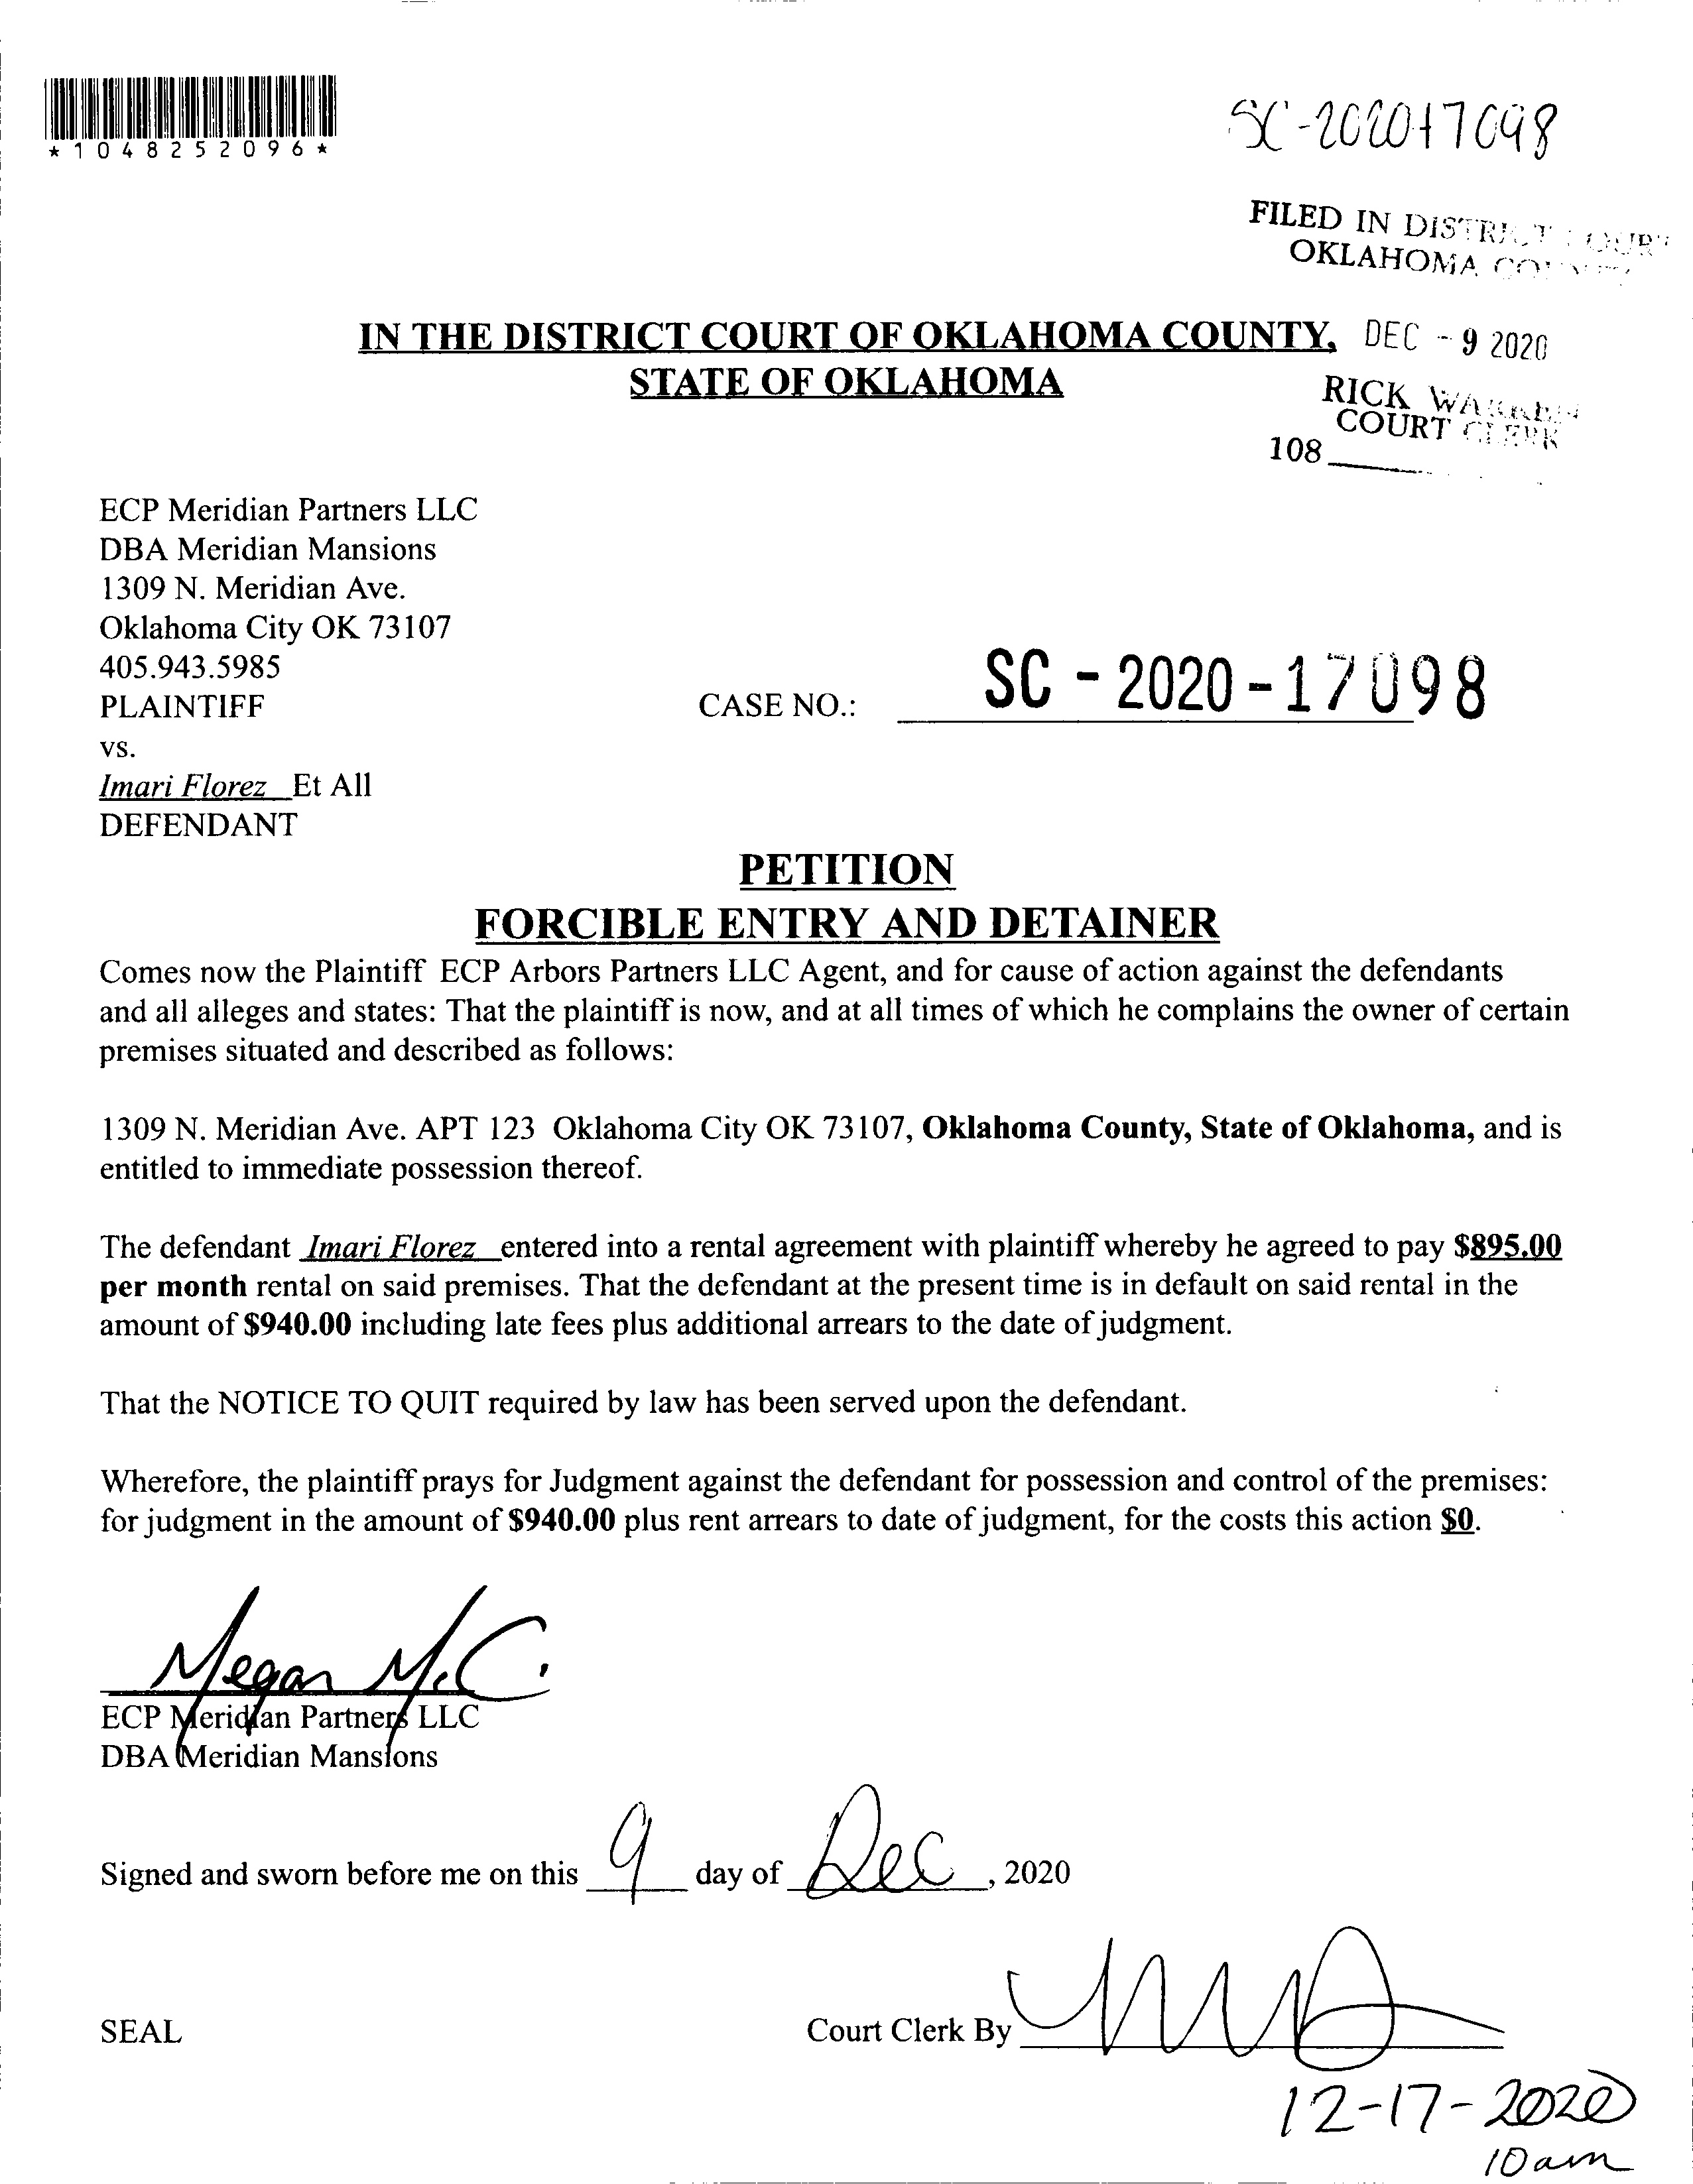 *1048252096*
SC-2020-17098
FILED IN DISTRICT COURT
OKLAHOMA COUNTY
IN THE DISTRICT COURT OF OKLAHOMA COUNTY, DEC - 9 2020
STATE OF OKLAHOMA
RICK WARREN
COURT CLERK
108
ECP Meridian Partners LLC
DBA Meridian Mansions
1309 N. Meridian Ave.
Oklahoma City OK 73107
405.943.5985
PLAINTIFF CASE NO.: SC - 2020 - 17098
vs.
Imari Florez Et All
DEFENDANT
PETITION
FORCIBLE ENTRY AND DETAINER
Comes now the Plaintiff ECP Arbors Partners LLC Agent, and for cause of action against the defendants
and all alleges and states: That the plaintiff is now, and at all times of which he complains the owner of certain
premises situated and described as follows:
1309 N. Meridian Ave. APT 123 Oklahoma City OK 73107, Oklahoma County, State of Oklahoma, and is
entitled to immediate possession thereof.
The defendant Imari Florez entered into a rental agreement with plaintiff whereby he agreed to pay $895.00
per month rental on said premises. That the defendant at the present time is in default on said rental in the
amount of $940.00 including late fees plus additional arrears to the date of judgment.
That the NOTICE TO QUIT required by law has been served upon the defendant.
Wherefore, the plaintiff prays for Judgment against the defendant for possession and control of the premises:
for judgment in the amount of $940.00 plus rent arrears to date of judgment, for the costs this action $0.
Megan M.C.
ECP Meridian Partners LLC
DBA Meridian Mansions
Signed and sworn before me on this 9 day of Dec, 2020
SEAL Court Clerk By
12-17-2020
10am